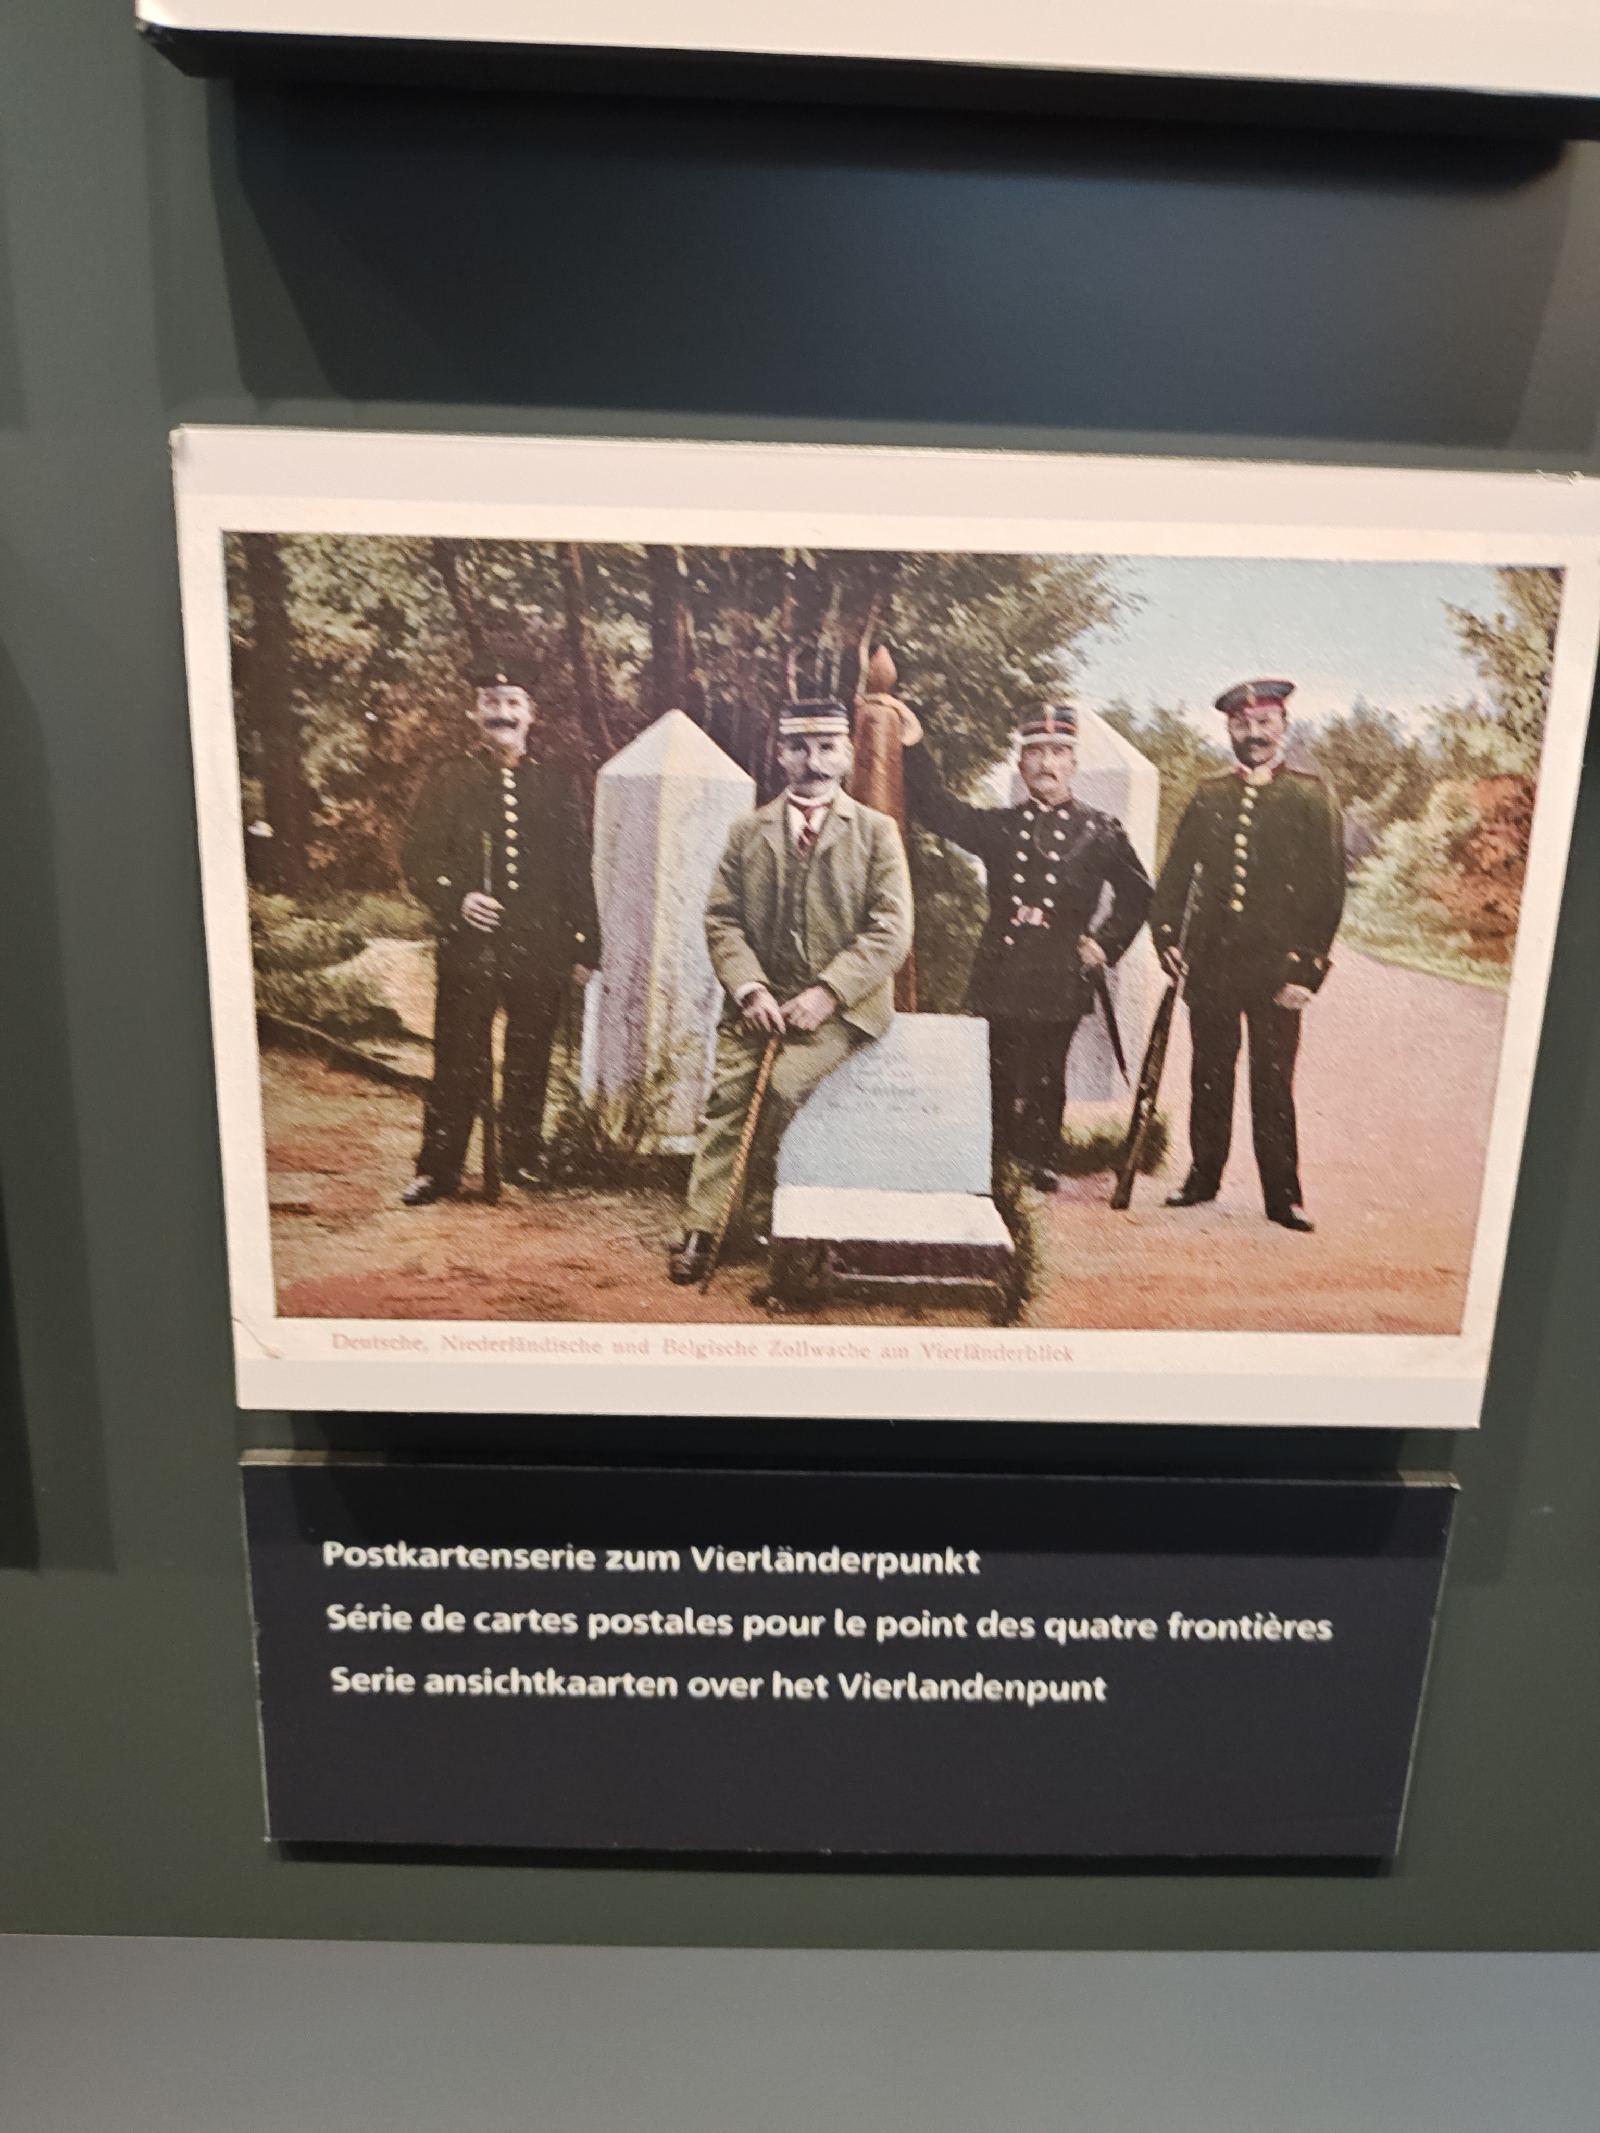 Deutsche, Niederländische und Belgische Zollwache am Vierländerblick
Postkartenserie zum Vierländerpunkt
Série de cartes postales pour le point des quatre frontières
Serie ansichtkaarten over het Vierlandenpunt